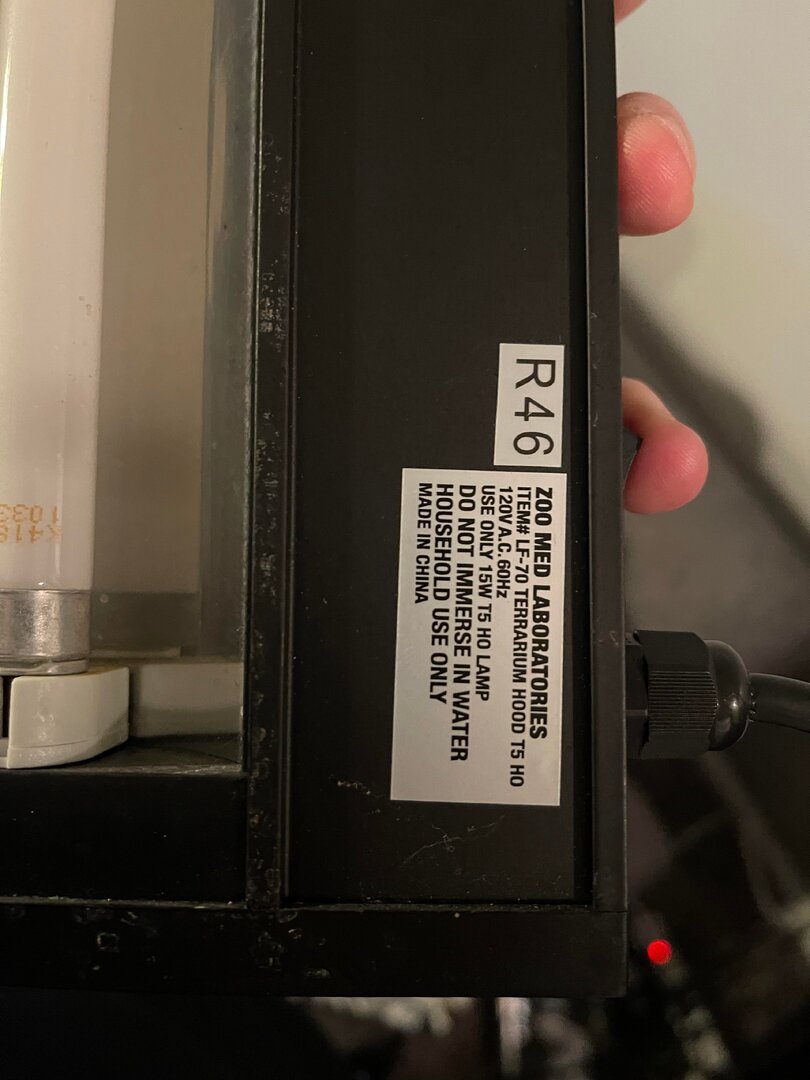 R46
ZOO MED LABORATORIES
ITEM# LF-70 TERRARIUM HOOD T5 HO
120V A.C. 60Hz
USE ONLY 15W T5 HO LAMP
DO NOT IMMERSE IN WATER
HOUSEHOLD USE ONLY
MADE IN CHINA